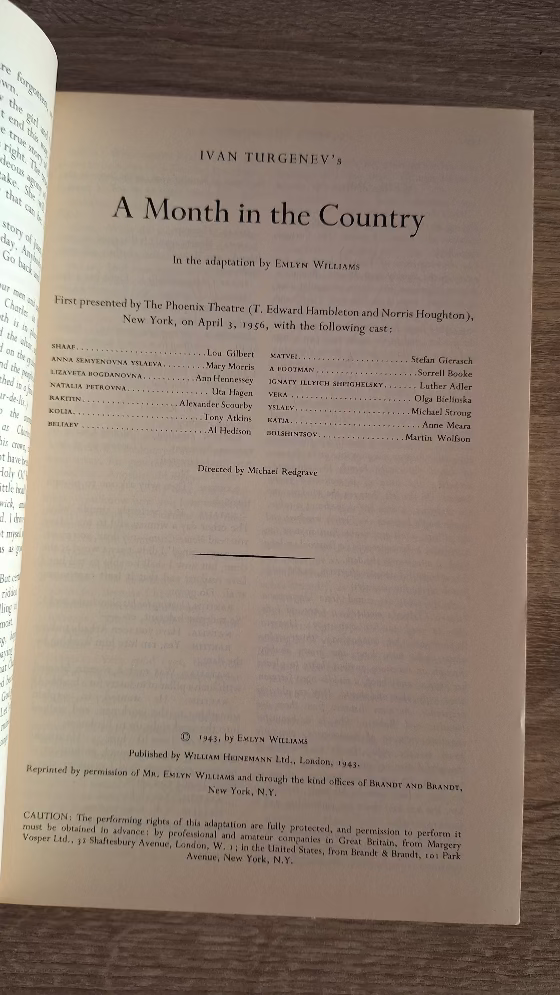 IVAN TURGENEV's
A Month in the Country
In the adaptation by EMLYN WILLIAMS
First presented by The Phoenix Theatre (T. Edward Hambleton and Norris Houghton),
New York, on April 3, 1956, with the following cast:
SHAAF..........................Lou Gilbert
ANNA SEMYENOVNA YSLAEVA.........Mary Morris
LIZAVETA BOGDANOVNA...........Ann Hennessey
NATALIA PETROVNA.................Uta Hagen
RAKITIN....................Alexander Scourby
KOLIA..........................Tony Atkins
BELIAEV..........................Al Hedison
MATVEI......................Stefan Gierasch
A FOOTMAN....................Sorrell Booke
IGNATY ILLYICH SHPIGHELSKY.......Luther Adler
VERA.........................Olga Bielinska
YSLAEV.......................Michael Strong
KATIA..........................Anne Meara
BOLSHINTSOV.................Martin Wolfson
Directed by Michael Redgrave
© 1943, by EMLYN WILLIAMS
Published by WILLIAM HEINEMANN Ltd., London, 1943.
Reprinted by permission of MR. EMLYN WILLIAMS and through the kind offices of BRANDT AND BRANDT,
New York, N.Y.
CAUTION: The performing rights of this adaptation are fully protected, and permission to perform it
must be obtained in advance: by professional and amateur companies in Great Britain, from Margery
Vosper Ltd., 32 Shaftesbury Avenue, London, W. 1; in the United States, from Brandt & Brandt, 101 Park
Avenue, New York, N.Y.